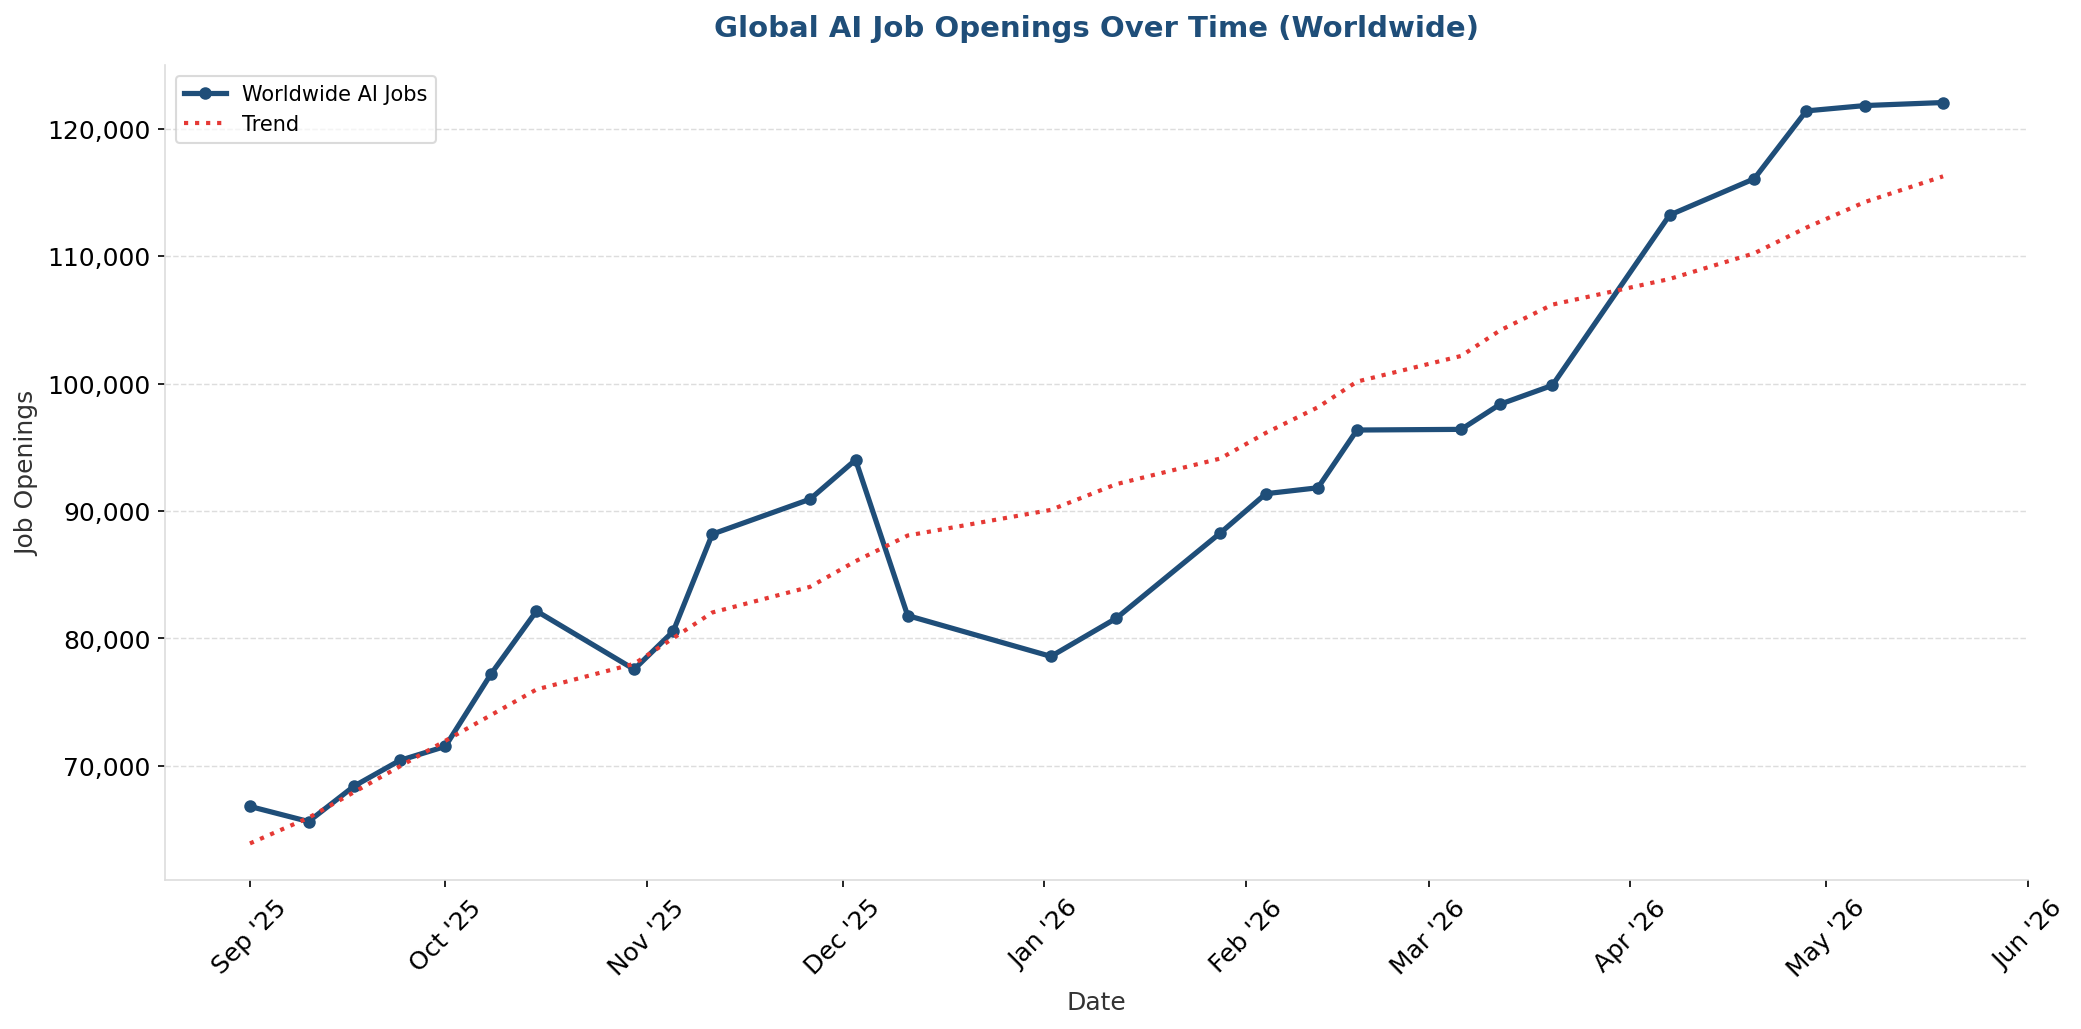 Global AI Job Openings Over Time (Worldwide)
Worldwide AI Jobs
Trend
120,000
110,000
100,000
90,000
80,000
70,000
Job Openings
Sep '25
Oct '25
Nov '25
Dec '25
Jan '26
Feb '26
Mar '26
Apr '26
May '26
Jun '26
Date